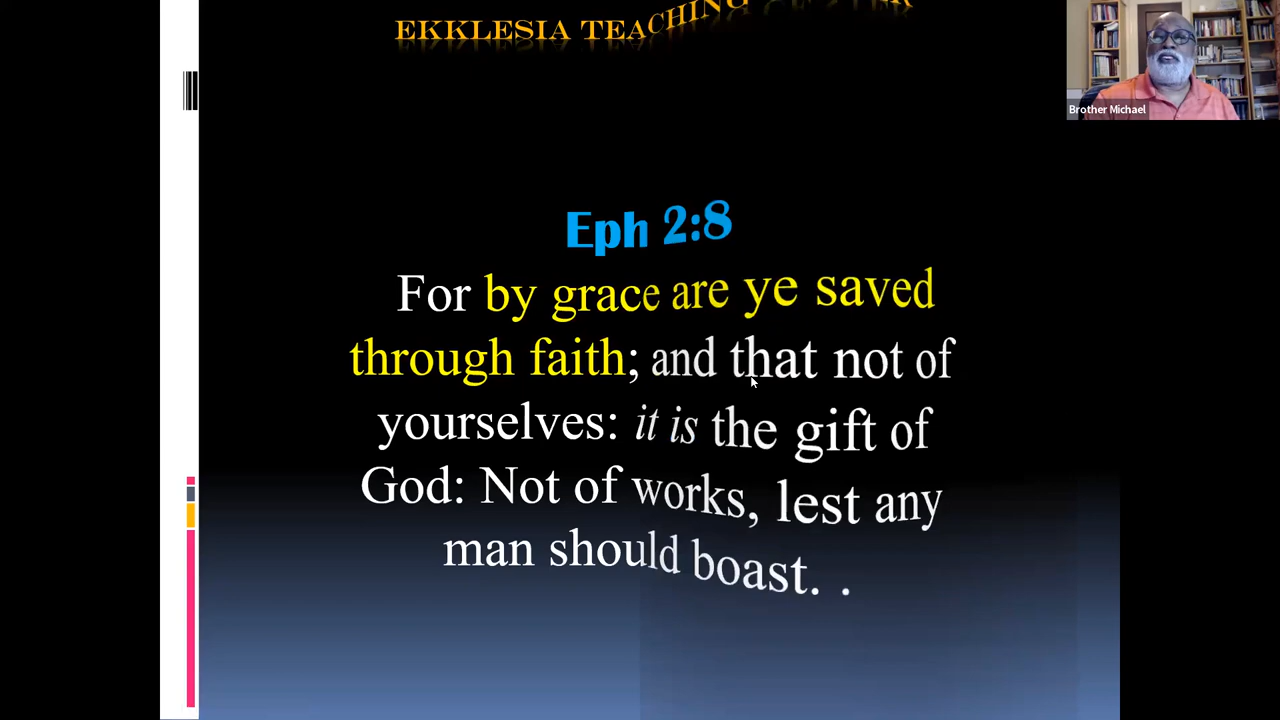 EKKLESIA TEACHING
Brother Michael
Eph 2:8
For by grace are ye saved
through faith; and that not of
yourselves: it is the gift of
God: Not of works, lest any
man should boast. .